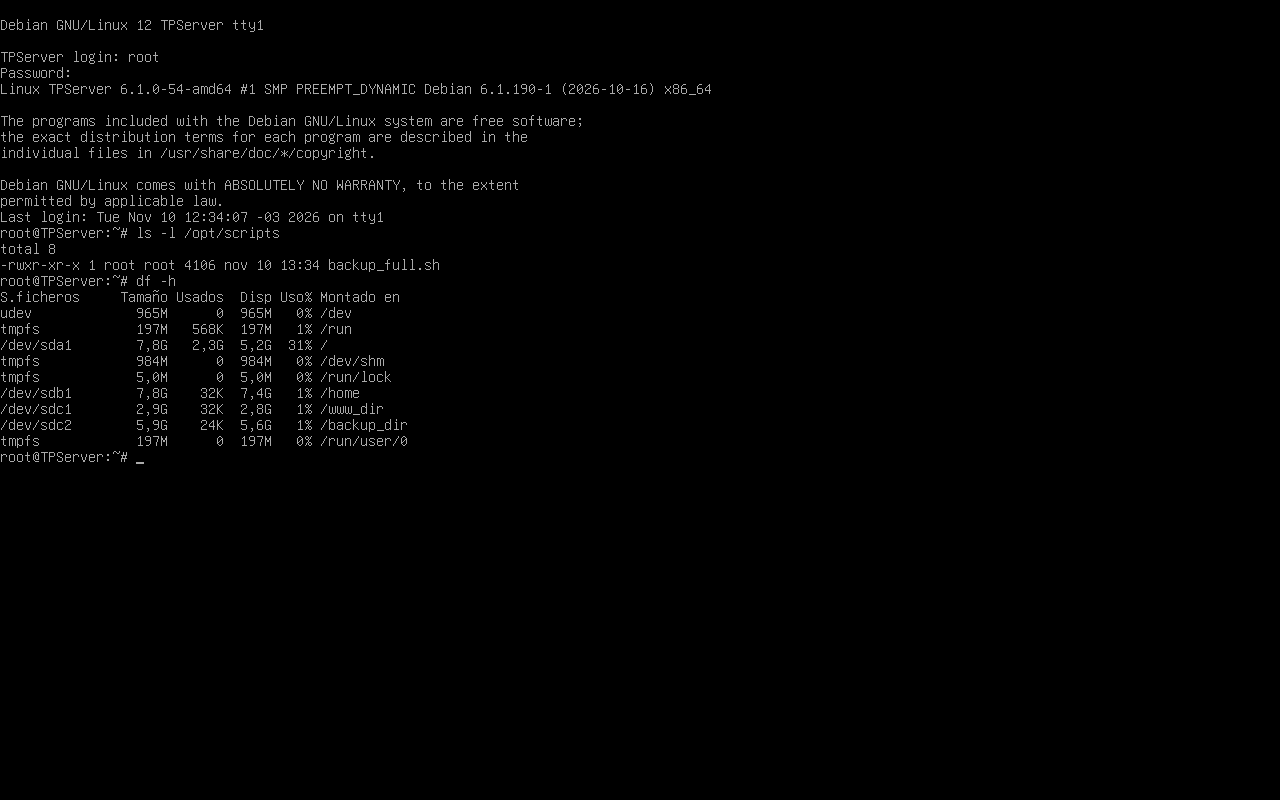 Debian GNU/Linux 12 TPServer tty1
TPServer login: root
Password:
Linux TPServer 6.1.0-54-amd64 #1 SMP PREEMPT_DYNAMIC Debian 6.1.190-1 (2026-10-16) x86_64
The programs included with the Debian GNU/Linux system are free software;
the exact distribution terms for each program are described in the
individual files in /usr/share/doc/*/copyright.
Debian GNU/Linux comes with ABSOLUTELY NO WARRANTY, to the extent
permitted by applicable law.
Last login: Tue Nov 10 12:34:07 -03 2026 on tty1
root@TPServer:~# ls -l /opt/scripts
total 8
-rwxr-xr-x 1 root root 4106 nov 10 13:34 backup_full.sh
root@TPServer:~# df -h
S.ficheros     Tamaño Usados  Disp Uso% Montado en
udev             965M      0  965M   0% /dev
tmpfs            197M   568K  197M   1% /run
/dev/sda1        7,8G   2,3G  5,2G  31% /
tmpfs            984M      0  984M   0% /dev/shm
tmpfs            5,0M      0  5,0M   0% /run/lock
/dev/sdb1        7,8G    32K  7,4G   1% /home
/dev/sdc1        2,9G    32K  2,8G   1% /www_dir
/dev/sdc2        5,9G    24K  5,6G   1% /backup_dir
tmpfs            197M      0  197M   0% /run/user/0
root@TPServer:~# _